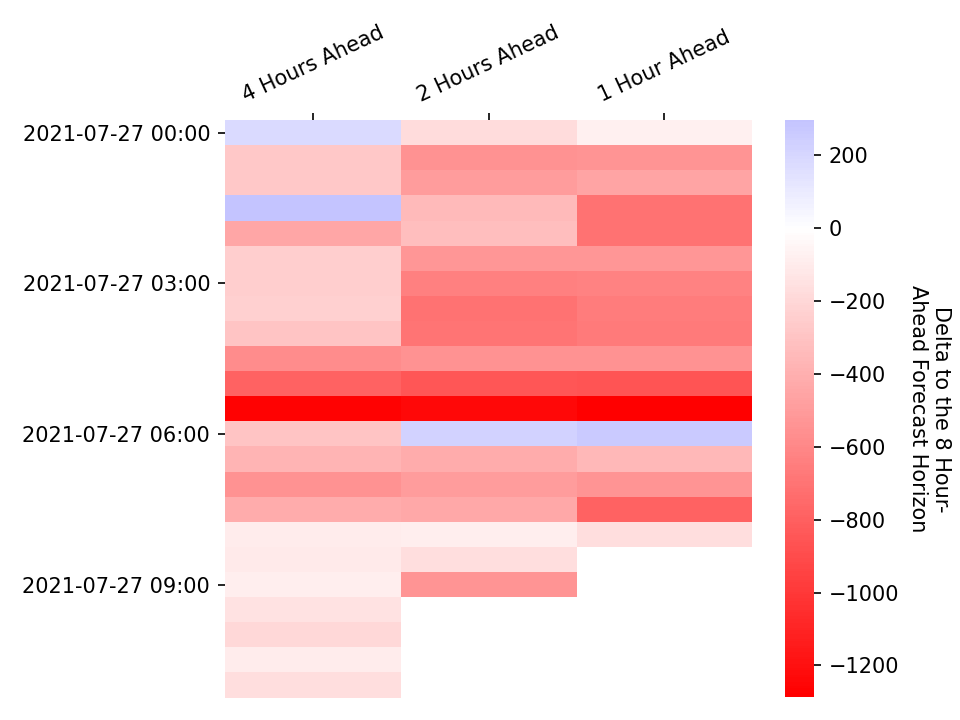 4 Hours Ahead
2 Hours Ahead
1 Hour Ahead
2021-07-27 00:00
2021-07-27 03:00
2021-07-27 06:00
2021-07-27 09:00
200
0
−200
−400
−600
−800
−1000
−1200
Delta to the 8 Hour-
Ahead Forecast Horizon